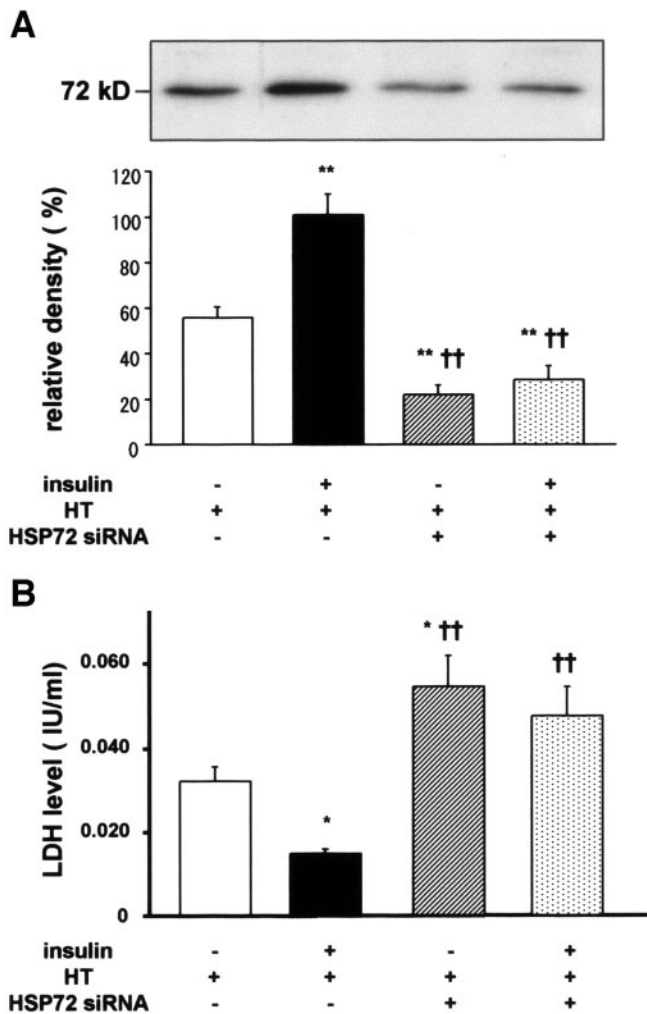 A
72 kD
120
**
100
80
60
** ††
** ††
40
20
0
relative density ( % )
insulin - + - +
HT + + + +
HSP72 siRNA - - + +
B
* ††
0.060
††
0.040
*
0.020
0
LDH level ( IU/ml)
insulin - + - +
HT + + + +
HSP72 siRNA - - + +